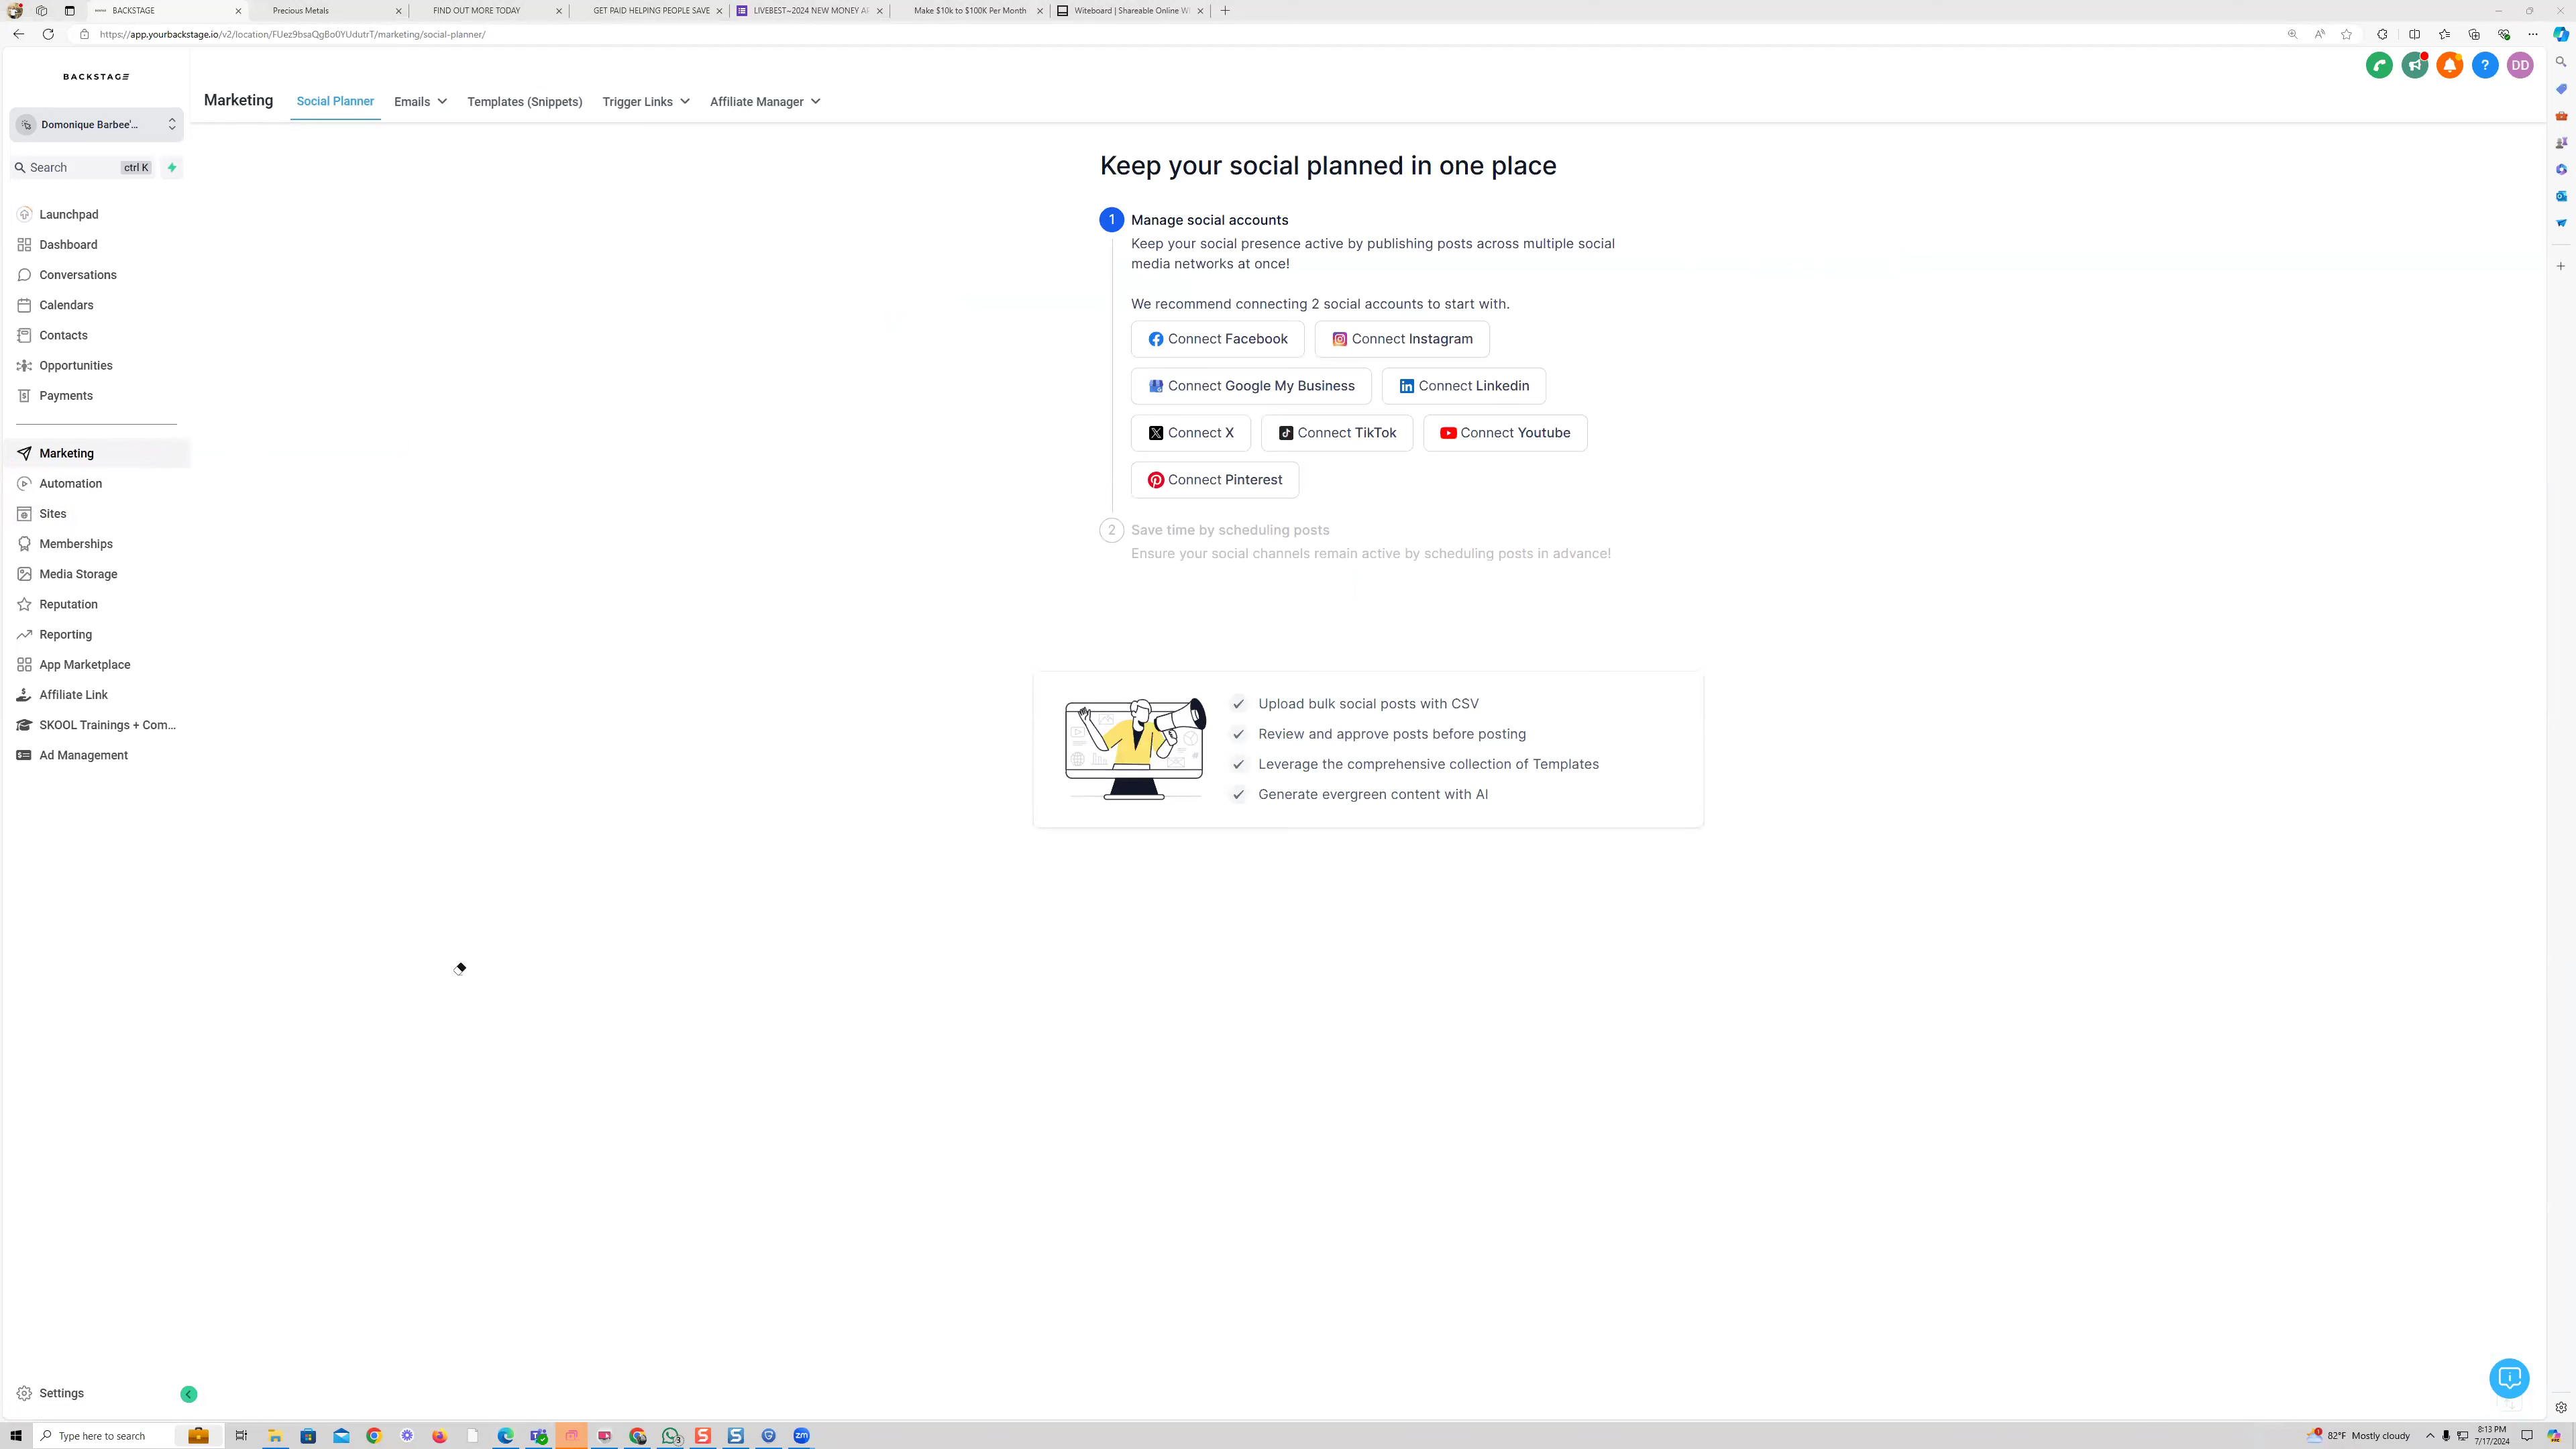 BACKSTAGE
Precious Metals
FIND OUT MORE TODAY
GET PAID HELPING PEOPLE SAVE
LIVEBEST~2024 NEW MONEY AF
Make $10k to $100K Per Month
Witeboard | Shareable Online W
https://app.yourbackstage.io/v2/location/FUez9bsaQgBo0YUdutrT/marketing/social-planner/
BACKSTAGE
Domonique Barbee'...
Search ctrl K
Launchpad
Dashboard
Conversations
Calendars
Contacts
Opportunities
Payments
Marketing
Automation
Sites
Memberships
Media Storage
Reputation
Reporting
App Marketplace
Affiliate Link
SKOOL Trainings + Com...
Ad Management
Settings
Marketing Social Planner Emails Templates (Snippets) Trigger Links Affiliate Manager
? DD
Keep your social planned in one place
1 Manage social accounts
Keep your social presence active by publishing posts across multiple social
media networks at once!
We recommend connecting 2 social accounts to start with.
Connect Facebook Connect Instagram
Connect Google My Business Connect Linkedin
Connect X Connect TikTok Connect Youtube
Connect Pinterest
2 Save time by scheduling posts
Ensure your social channels remain active by scheduling posts in advance!
Upload bulk social posts with CSV
Review and approve posts before posting
Leverage the comprehensive collection of Templates
Generate evergreen content with AI
Type here to search
82°F Mostly cloudy
8:13 PM
7/17/2024